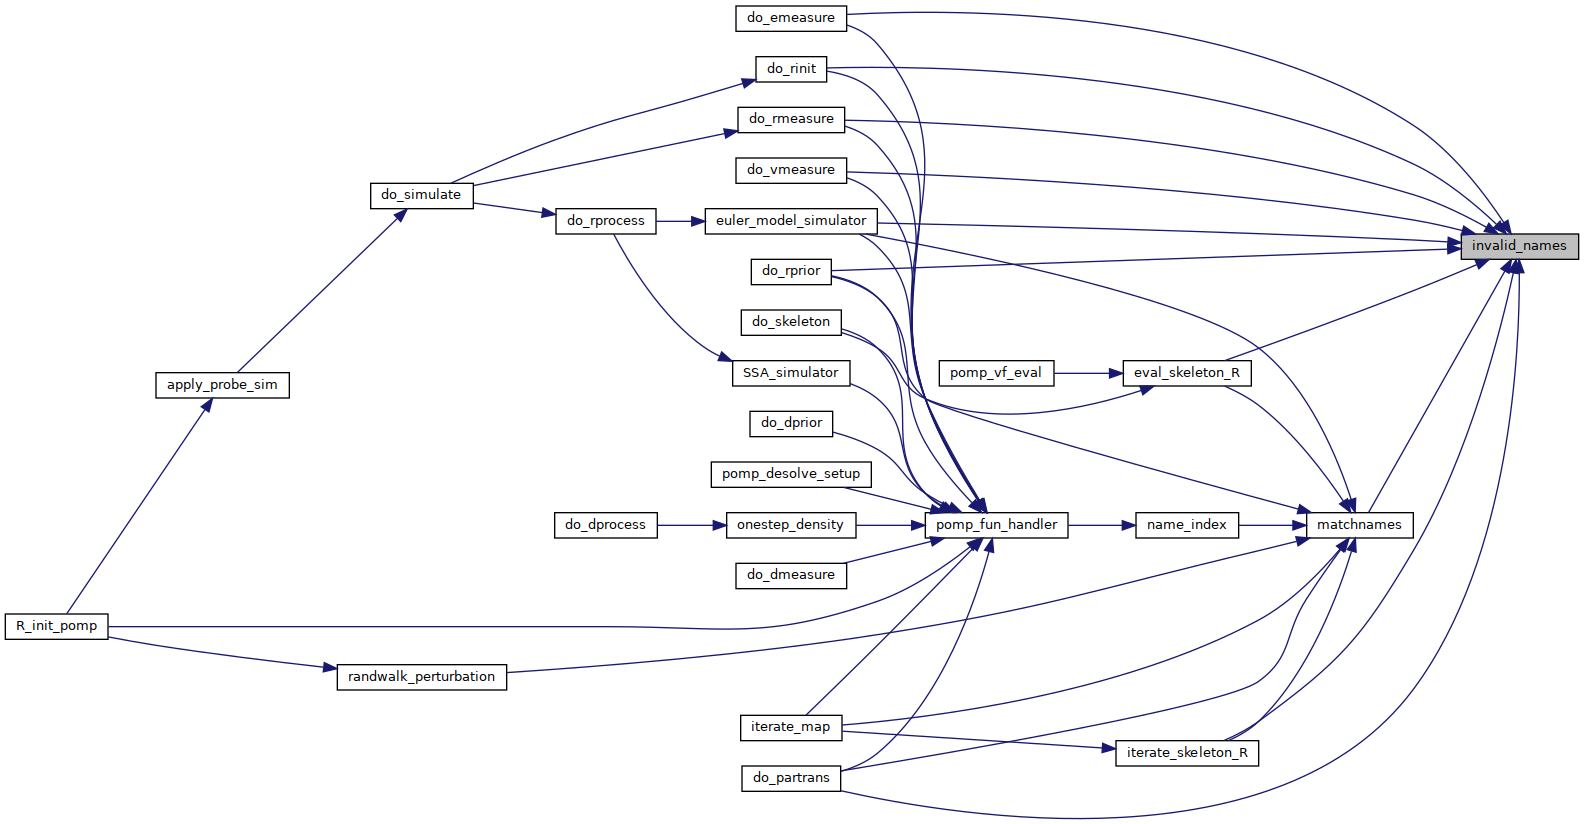 do_emeasure
do_rinit
do_rmeasure
do_vmeasure
do_simulate
do_rprocess
euler_model_simulator
invalid_names
do_rprior
do_skeleton
SSA_simulator
pomp_vf_eval
eval_skeleton_R
apply_probe_sim
do_dprior
pomp_desolve_setup
do_dprocess
onestep_density
pomp_fun_handler
name_index
matchnames
do_dmeasure
R_init_pomp
randwalk_perturbation
iterate_map
iterate_skeleton_R
do_partrans